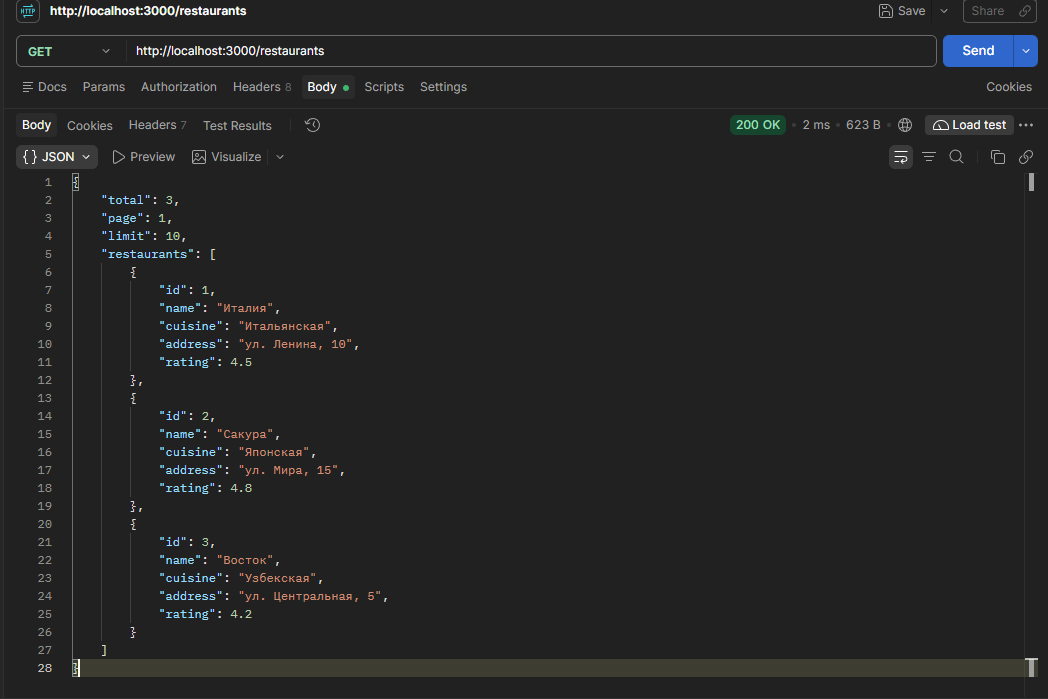 HTTP http://localhost:3000/restaurants Save Share
GET http://localhost:3000/restaurants Send
Docs Params Authorization Headers 8 Body Scripts Settings Cookies
Body Cookies Headers 7 Test Results 200 OK • 2 ms • 623 B • Load test
{} JSON Preview Visualize
1 {
2 "total": 3,
3 "page": 1,
4 "limit": 10,
5 "restaurants": [
6 {
7 "id": 1,
8 "name": "Италия",
9 "cuisine": "Итальянская",
10 "address": "ул. Ленина, 10",
11 "rating": 4.5
12 },
13 {
14 "id": 2,
15 "name": "Сакура",
16 "cuisine": "Японская",
17 "address": "ул. Мира, 15",
18 "rating": 4.8
19 },
20 {
21 "id": 3,
22 "name": "Восток",
23 "cuisine": "Узбекская",
24 "address": "ул. Центральная, 5",
25 "rating": 4.2
26 }
27 ]
28 }